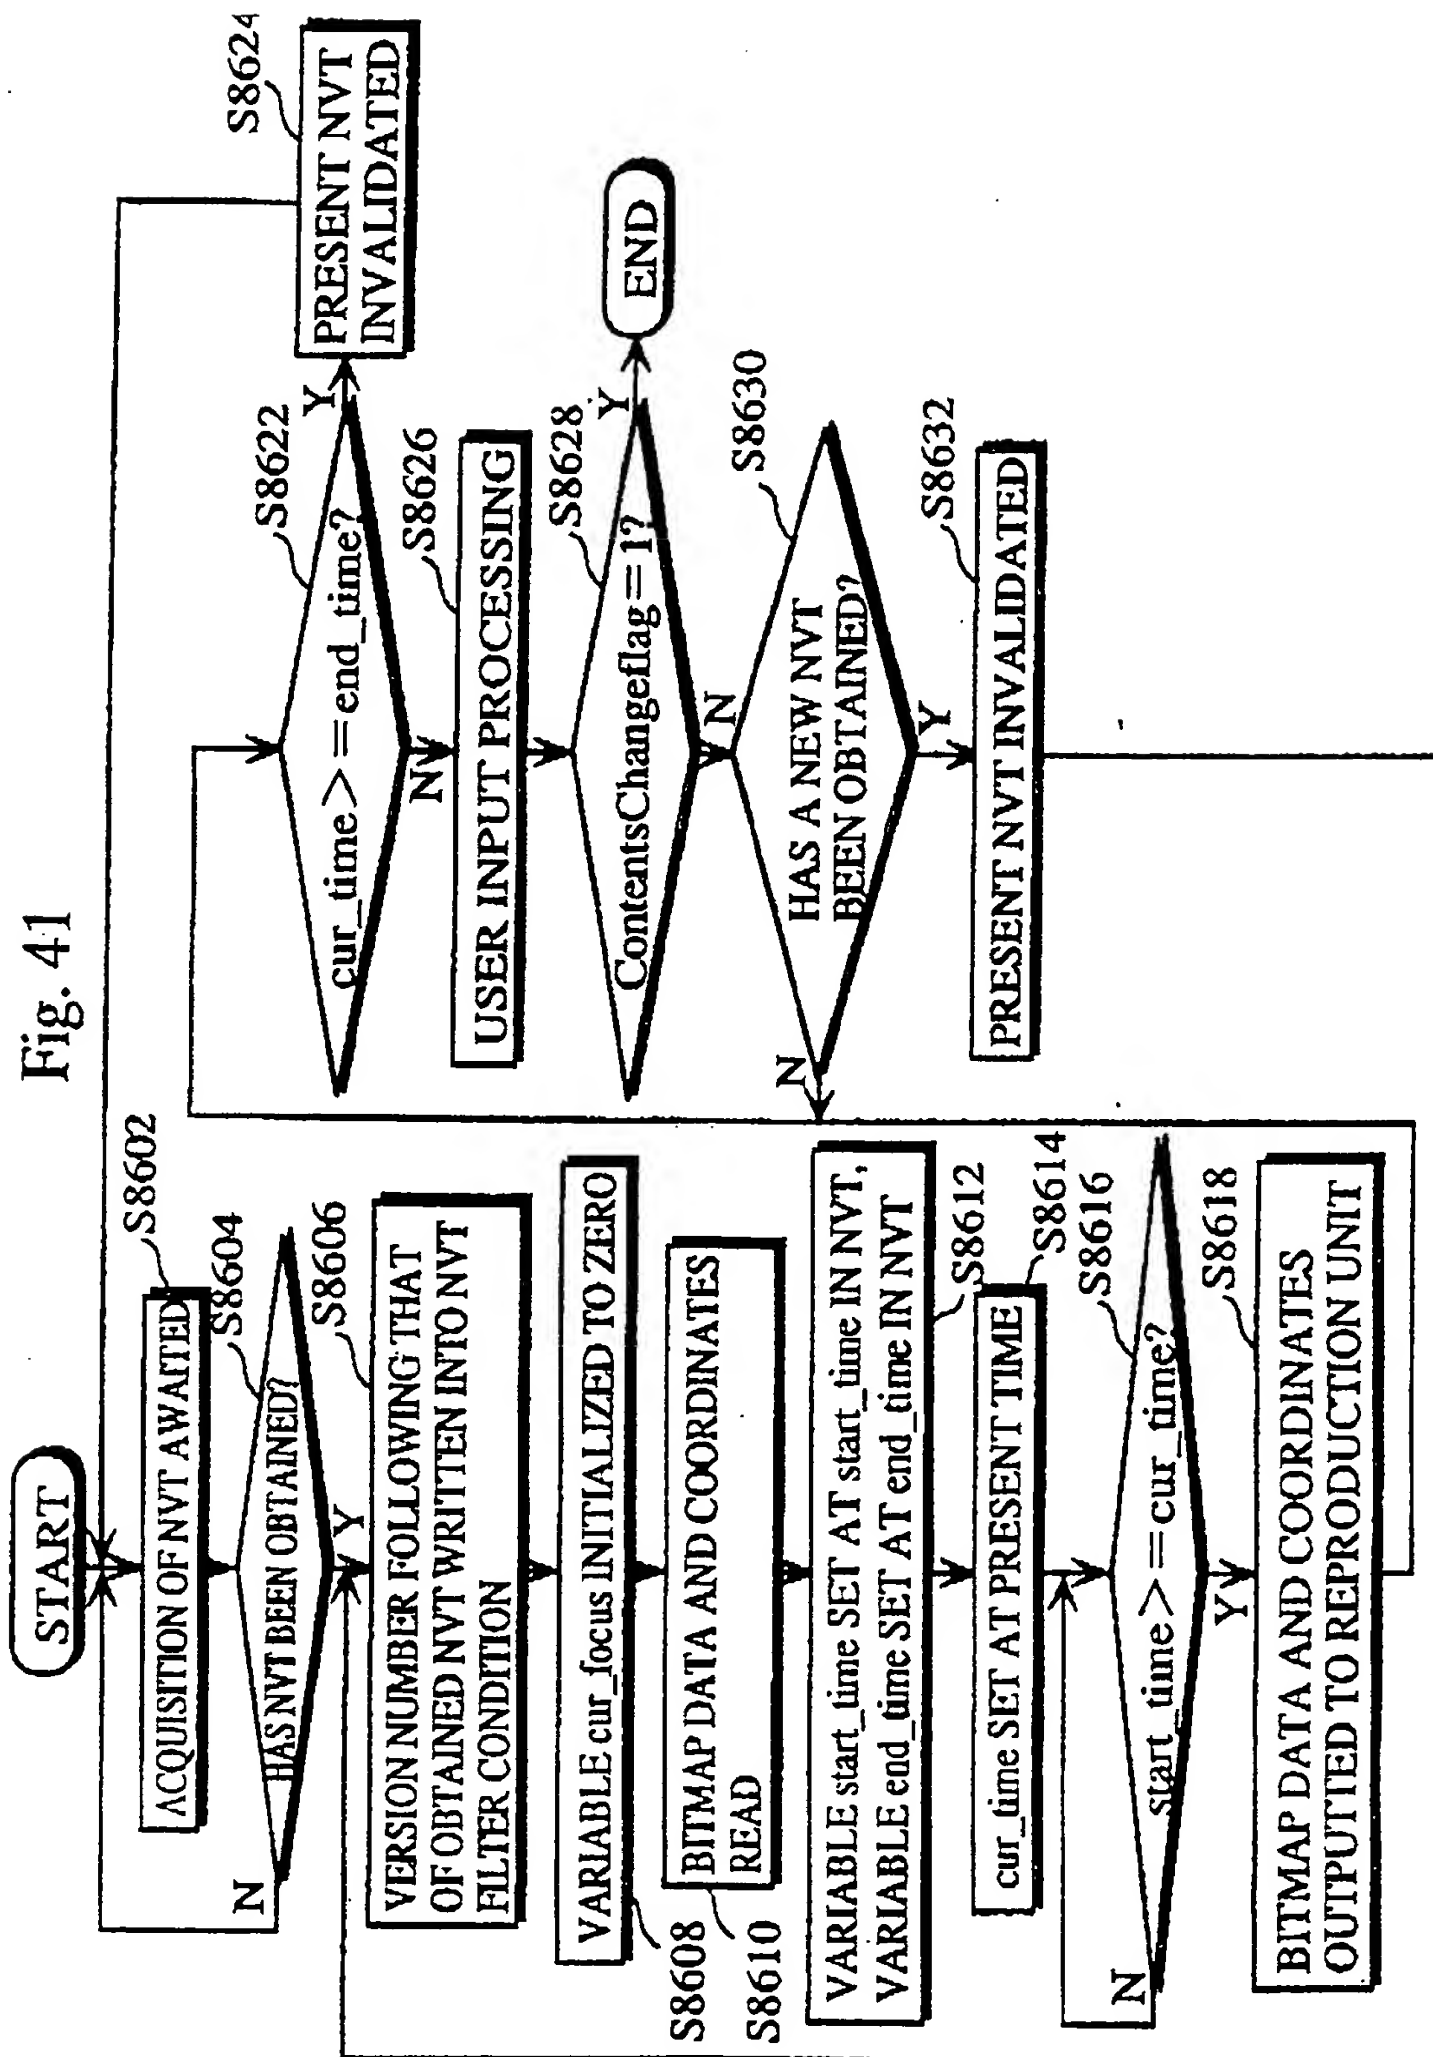 Fig. 41
START
S8602
ACQUISITION OF NVT AWAITED
S8604
HAS NVT BEEN OBTAINED?
N
Y
S8606
VERSION NUMBER FOLLOWING THAT
OF OBTAINED NVT WRITTEN INTO NVT
FILTER CONDITION
VARIABLE cur_focus INITIALIZED TO ZERO
S8608
BITMAP DATA AND COORDINATES
READ
S8610
VARIABLE start_time SET AT start_time IN NVT,
VARIABLE end_time SET AT end_time IN NVT
S8612
cur_time SET AT PRESENT TIME
S8614
S8616
start_time>=cur_time?
N
Y
S8618
BITMAP DATA AND COORDINATES
OUTPUTTED TO REPRODUCTION UNIT
S8622
cur_time>=end_time?
Y
N
S8624
PRESENT NVT
INVALIDATED
S8626
USER INPUT PROCESSING
S8628
ContentsChangeflag=1?
Y
END
N
S8630
HAS A NEW NVT
BEEN OBTAINED?
N
Y
S8632
PRESENT NVT INVALIDATED